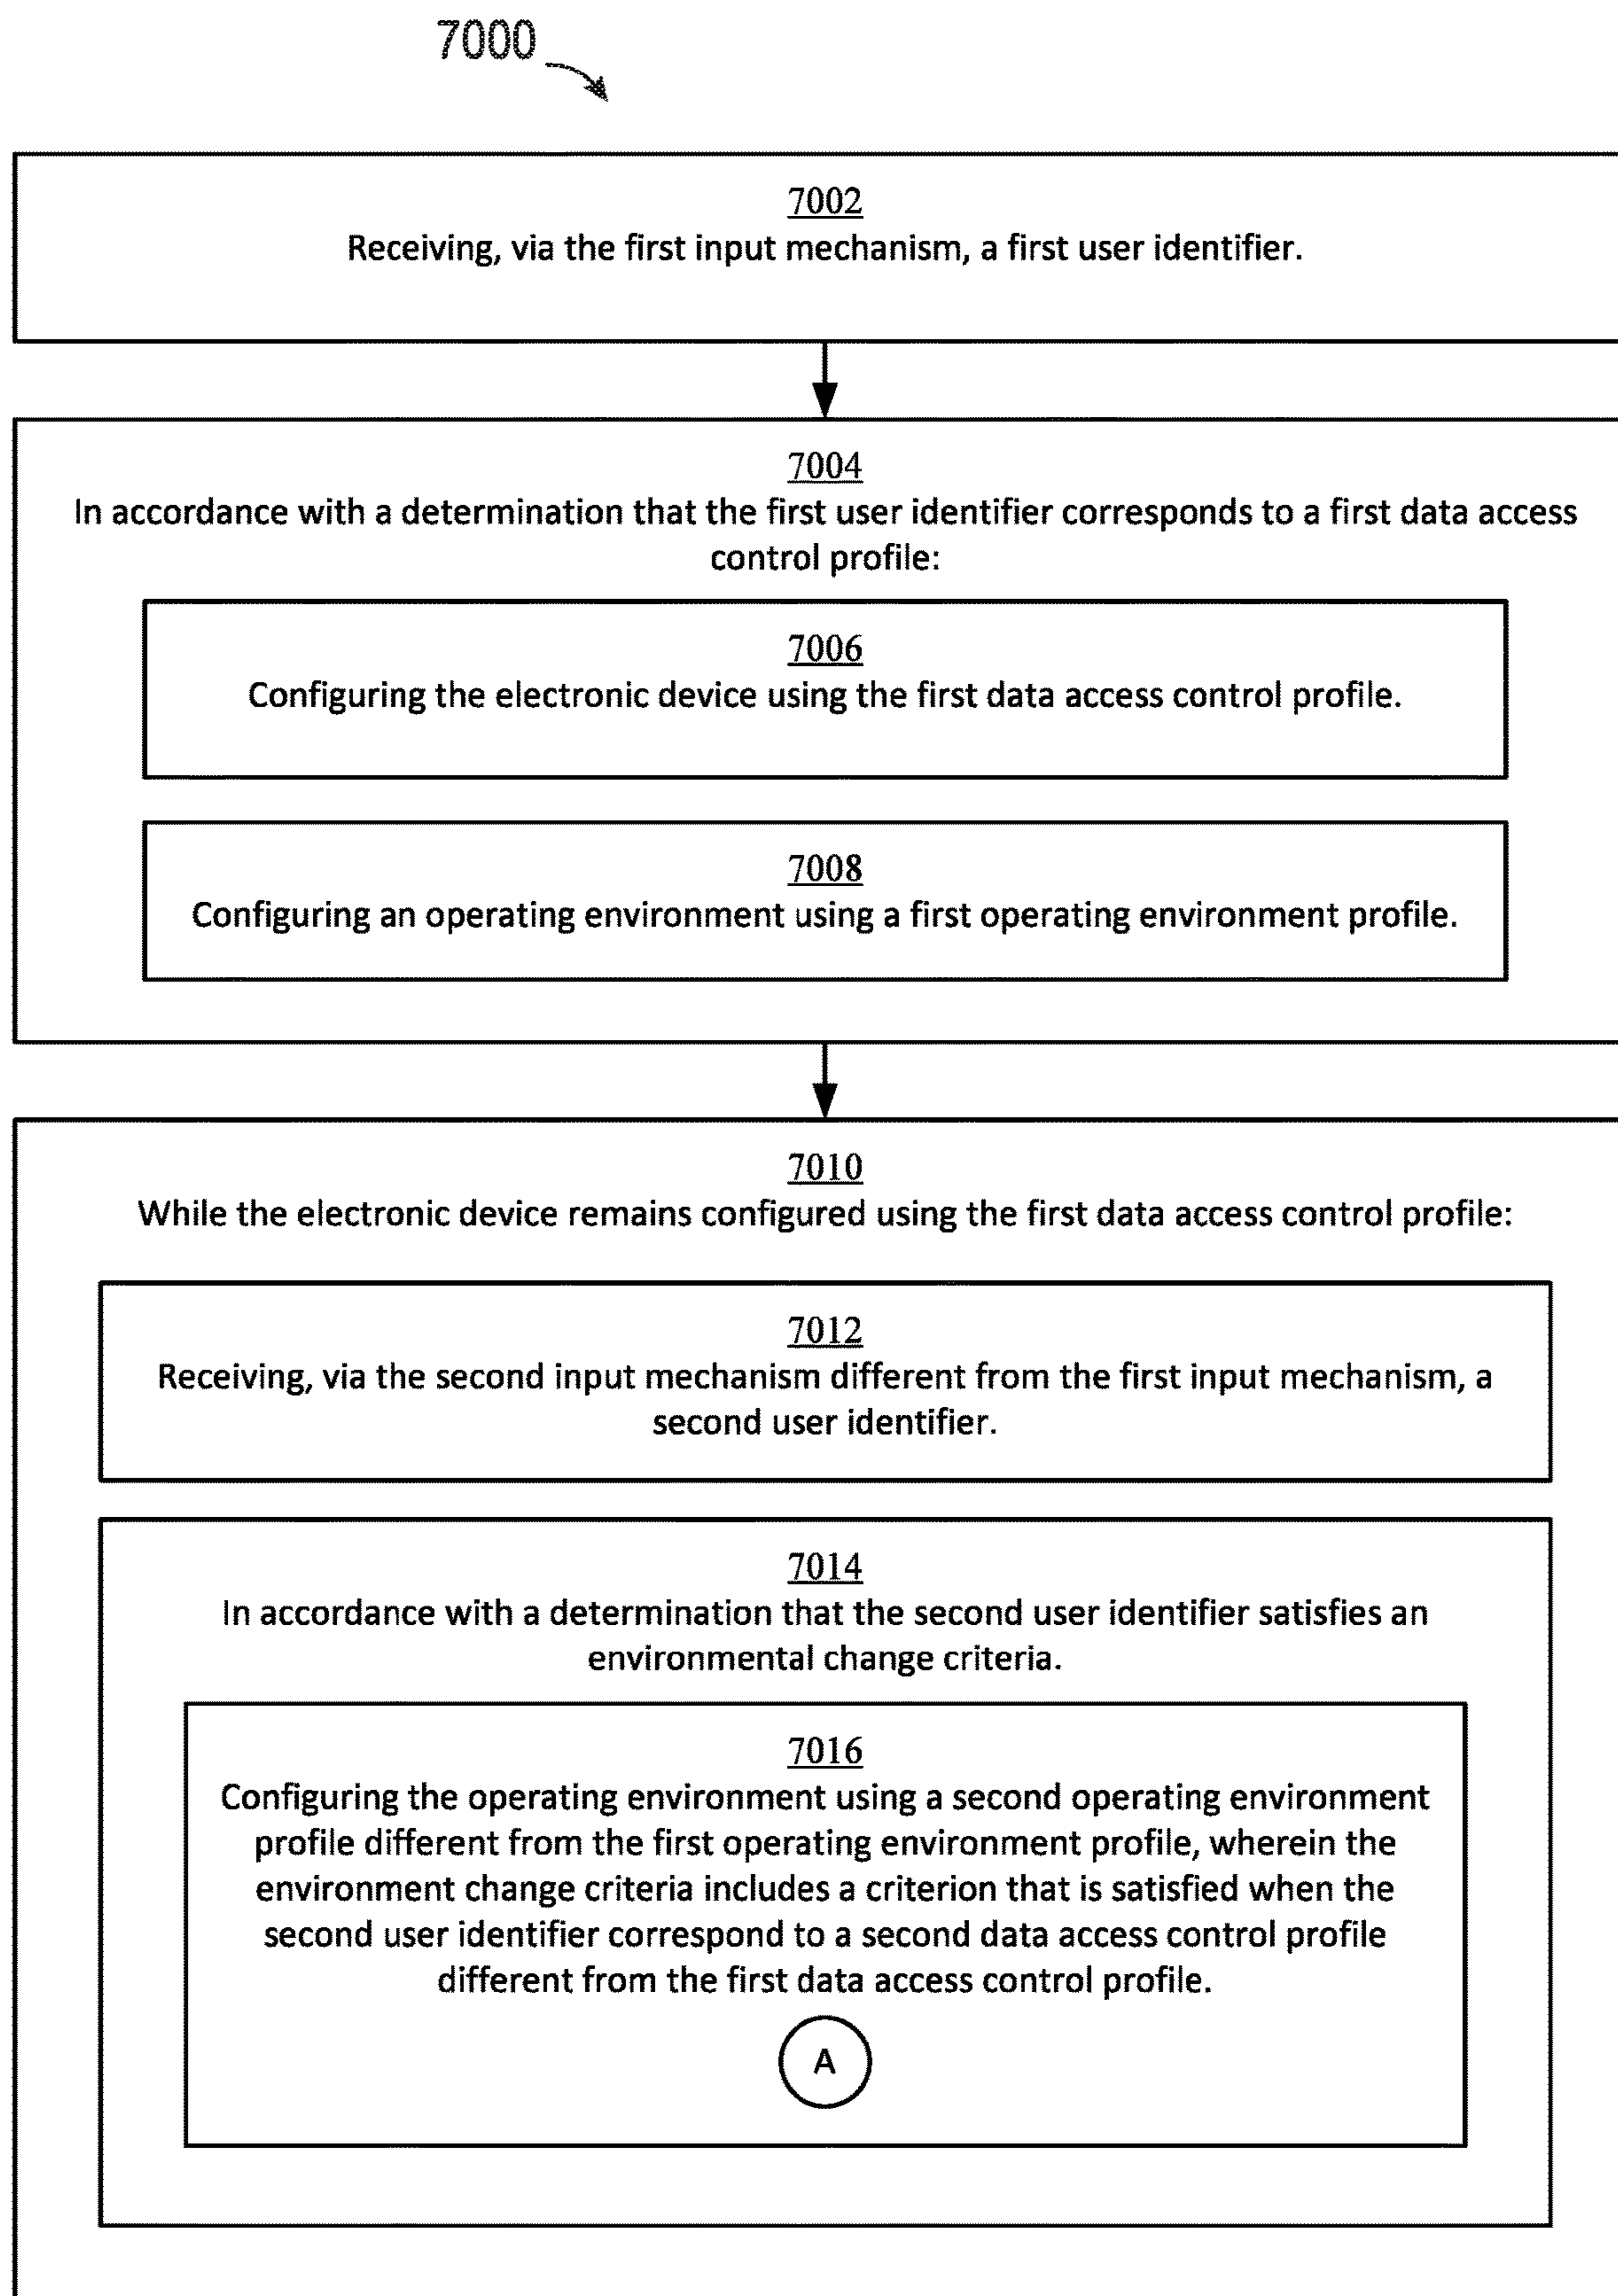 7000
7002
Receiving, via the first input mechanism, a first user identifier.
7004
In accordance with a determination that the first user identifier corresponds to a first data access
control profile:
7006
Configuring the electronic device using the first data access control profile.
7008
Configuring an operating environment using a first operating environment profile.
7010
While the electronic device remains configured using the first data access control profile:
7012
Receiving, via the second input mechanism different from the first input mechanism, a
second user identifier.
7014
In accordance with a determination that the second user identifier satisfies an
environmental change criteria.
7016
Configuring the operating environment using a second operating environment
profile different from the first operating environment profile, wherein the
environment change criteria includes a criterion that is satisfied when the
second user identifier correspond to a second data access control profile
different from the first data access control profile.
A